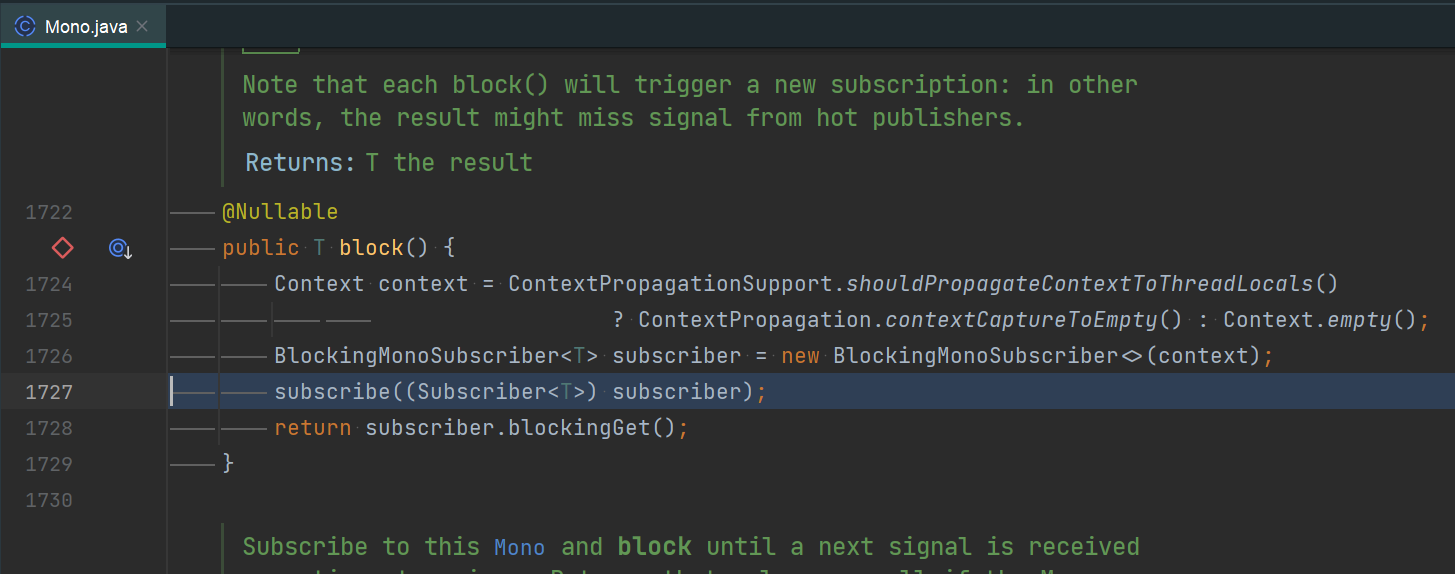 Mono.java
Note that each block() will trigger a new subscription: in other
words, the result might miss signal from hot publishers.
Returns: T the result
1722 @Nullable
public T block() {
1724 Context context = ContextPropagationSupport.shouldPropagateContextToThreadLocals()
1725 ? ContextPropagation.contextCaptureToEmpty() : Context.empty();
1726 BlockingMonoSubscriber<T> subscriber = new BlockingMonoSubscriber<>(context);
1727 subscribe((Subscriber<T>) subscriber);
1728 return subscriber.blockingGet();
1729 }
1730
Subscribe to this Mono and block until a next signal is received